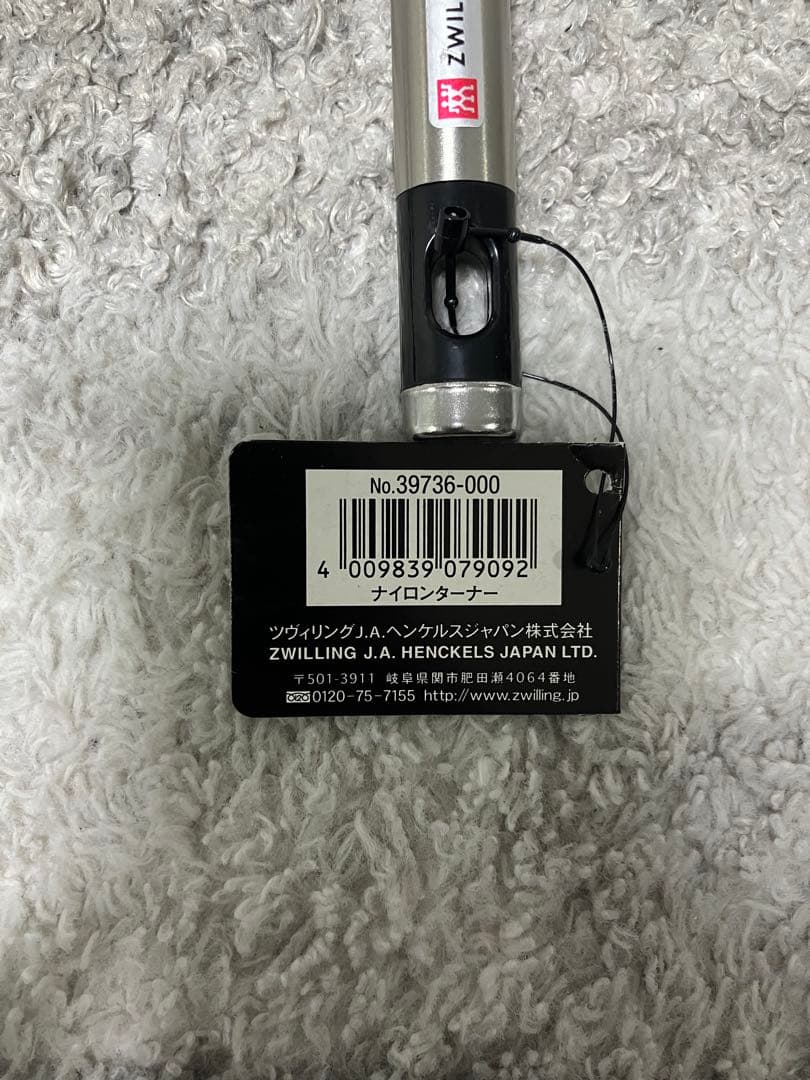 ZWIL
No.39736-000
4 009839 079092
ナイロンターナー
ツヴィリングJ.A.ヘンケルスジャパン株式会社
ZWILLING J.A. HENCKELS JAPAN LTD.
〒501-3911 岐阜県関市肥田瀬4064番地
0120-75-7155 http://www.zwilling.jp